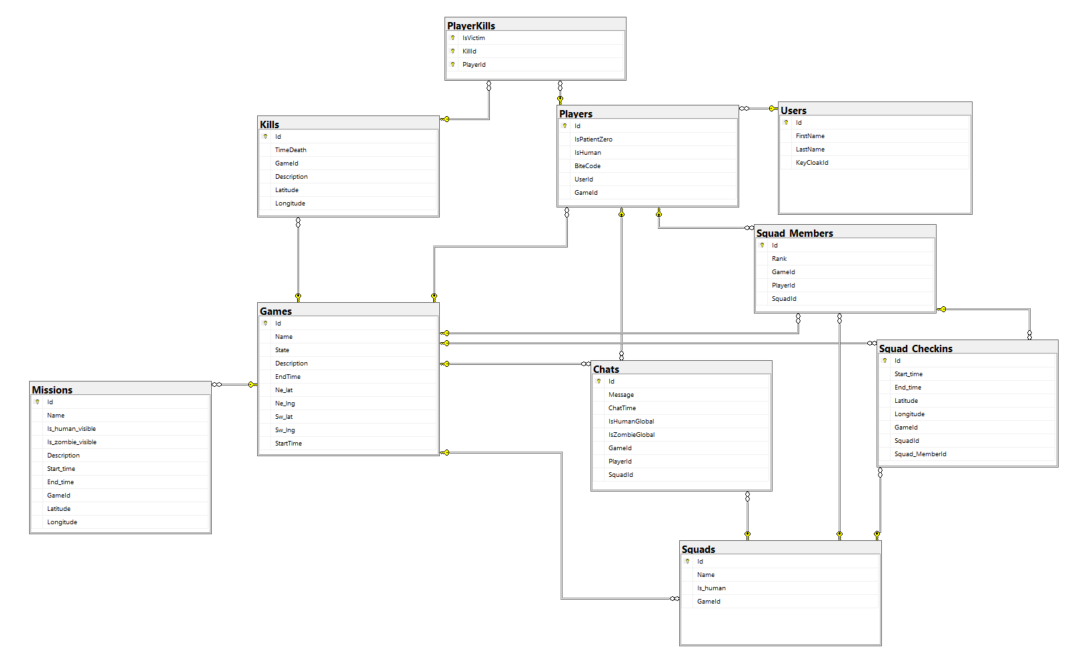 PlayerKills
IsVictim
KillId
PlayerId
Kills
Id
TimeDeath
GameId
Description
Latitude
Longitude
Players
Id
IsPatientZero
IsHuman
BiteCode
UserId
GameId
Users
Id
FirstName
LastName
KeyCloakId
Squad_Members
Id
Rank
GameId
PlayerId
SquadId
Games
Id
Name
State
Description
EndTime
Ne_lat
Ne_lng
Sw_lat
Sw_lng
StartTime
Squad_Checkins
Id
Start_time
End_time
Latitude
Longitude
GameId
SquadId
Squad_MemberId
Chats
Id
Message
ChatTime
IsHumanGlobal
IsZombieGlobal
GameId
PlayerId
SquadId
Missions
Id
Name
Is_human_visible
Is_zombie_visible
Description
Start_time
End_time
GameId
Latitude
Longitude
Squads
Id
Name
Is_human
GameId